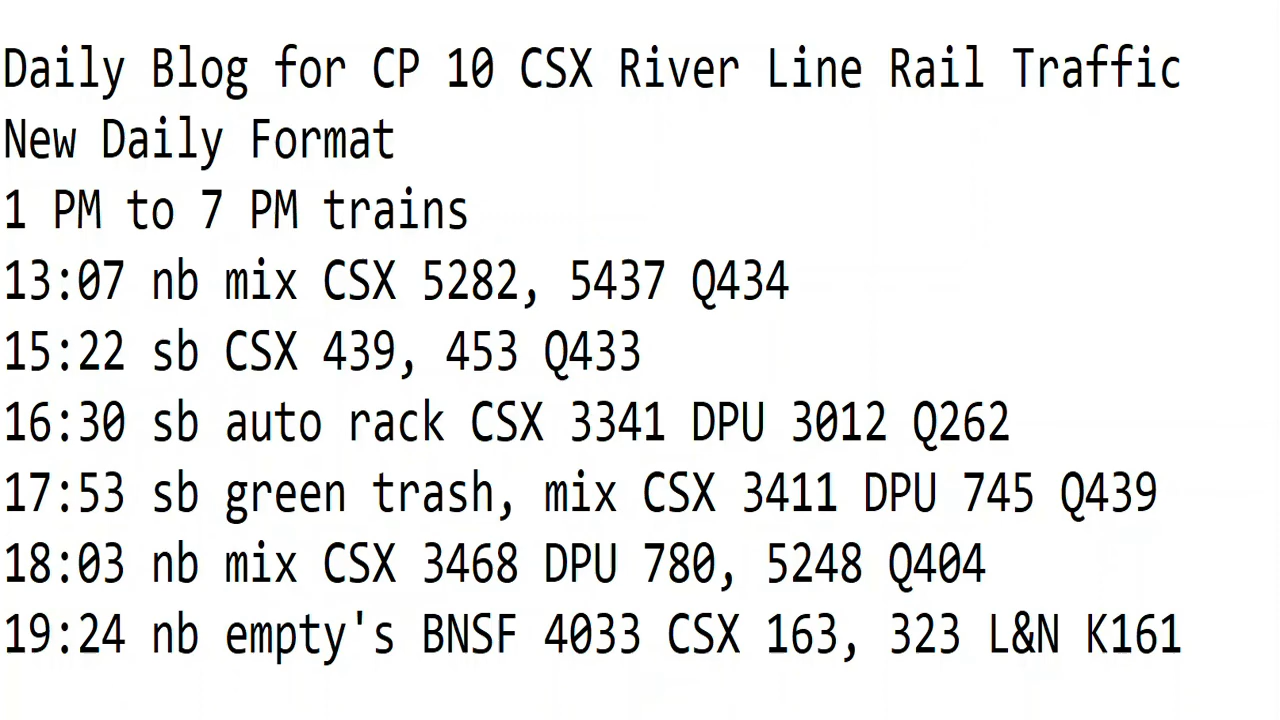 Daily Blog for CP 10 CSX River Line Rail Traffic
New Daily Format
1 PM to 7 PM trains
13:07 nb mix CSX 5282, 5437 Q434
15:22 sb CSX 439, 453 Q433
16:30 sb auto rack CSX 3341 DPU 3012 Q262
17:53 sb green trash, mix CSX 3411 DPU 745 Q439
18:03 nb mix CSX 3468 DPU 780, 5248 Q404
19:24 nb empty's BNSF 4033 CSX 163, 323 L&N K161